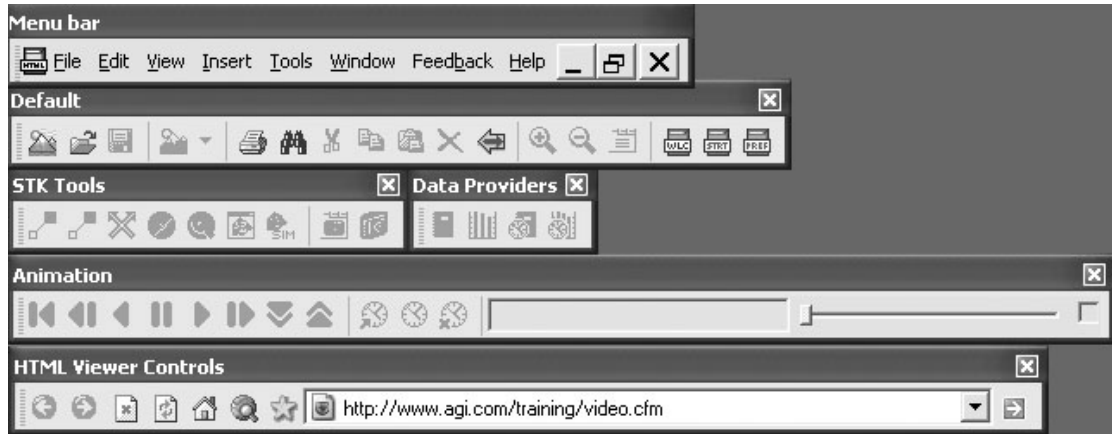 Menu bar
HTML File Edit View Insert Tools Window Feedback Help
Default
WLC STRT PREF
STK Tools
SIM
Data Providers
Animation
HTML Viewer Controls
http://www.agi.com/training/video.cfm